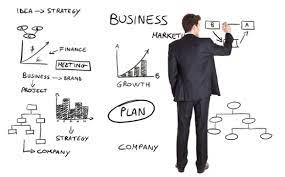 IDEA → STRATEGY
BUSINESS
MARKET
B
A
€
FINANCE
MEETING
BUSINESS → BRAND
PROJECT
A
B
GROWTH
PLAN
STRATEGY
COMPANY
COMPANY